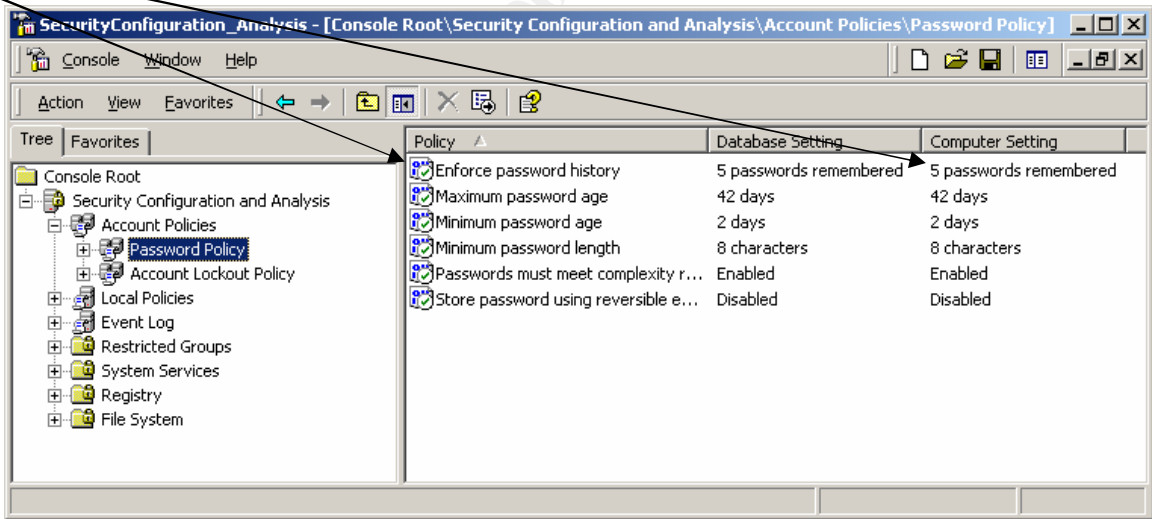 SecurityConfiguration_Analysis - [Console Root\Security Configuration and Analysis\Account Policies\Password Policy]
Console Window Help
Action View Favorites
Tree Favorites
Console Root
Security Configuration and Analysis
Account Policies
Password Policy
Account Lockout Policy
Local Policies
Event Log
Restricted Groups
System Services
Registry
File System
Policy Database Setting Computer Setting
Enforce password history 5 passwords remembered 5 passwords remembered
Maximum password age 42 days 42 days
Minimum password age 2 days 2 days
Minimum password length 8 characters 8 characters
Passwords must meet complexity r... Enabled Enabled
Store password using reversible e... Disabled Disabled